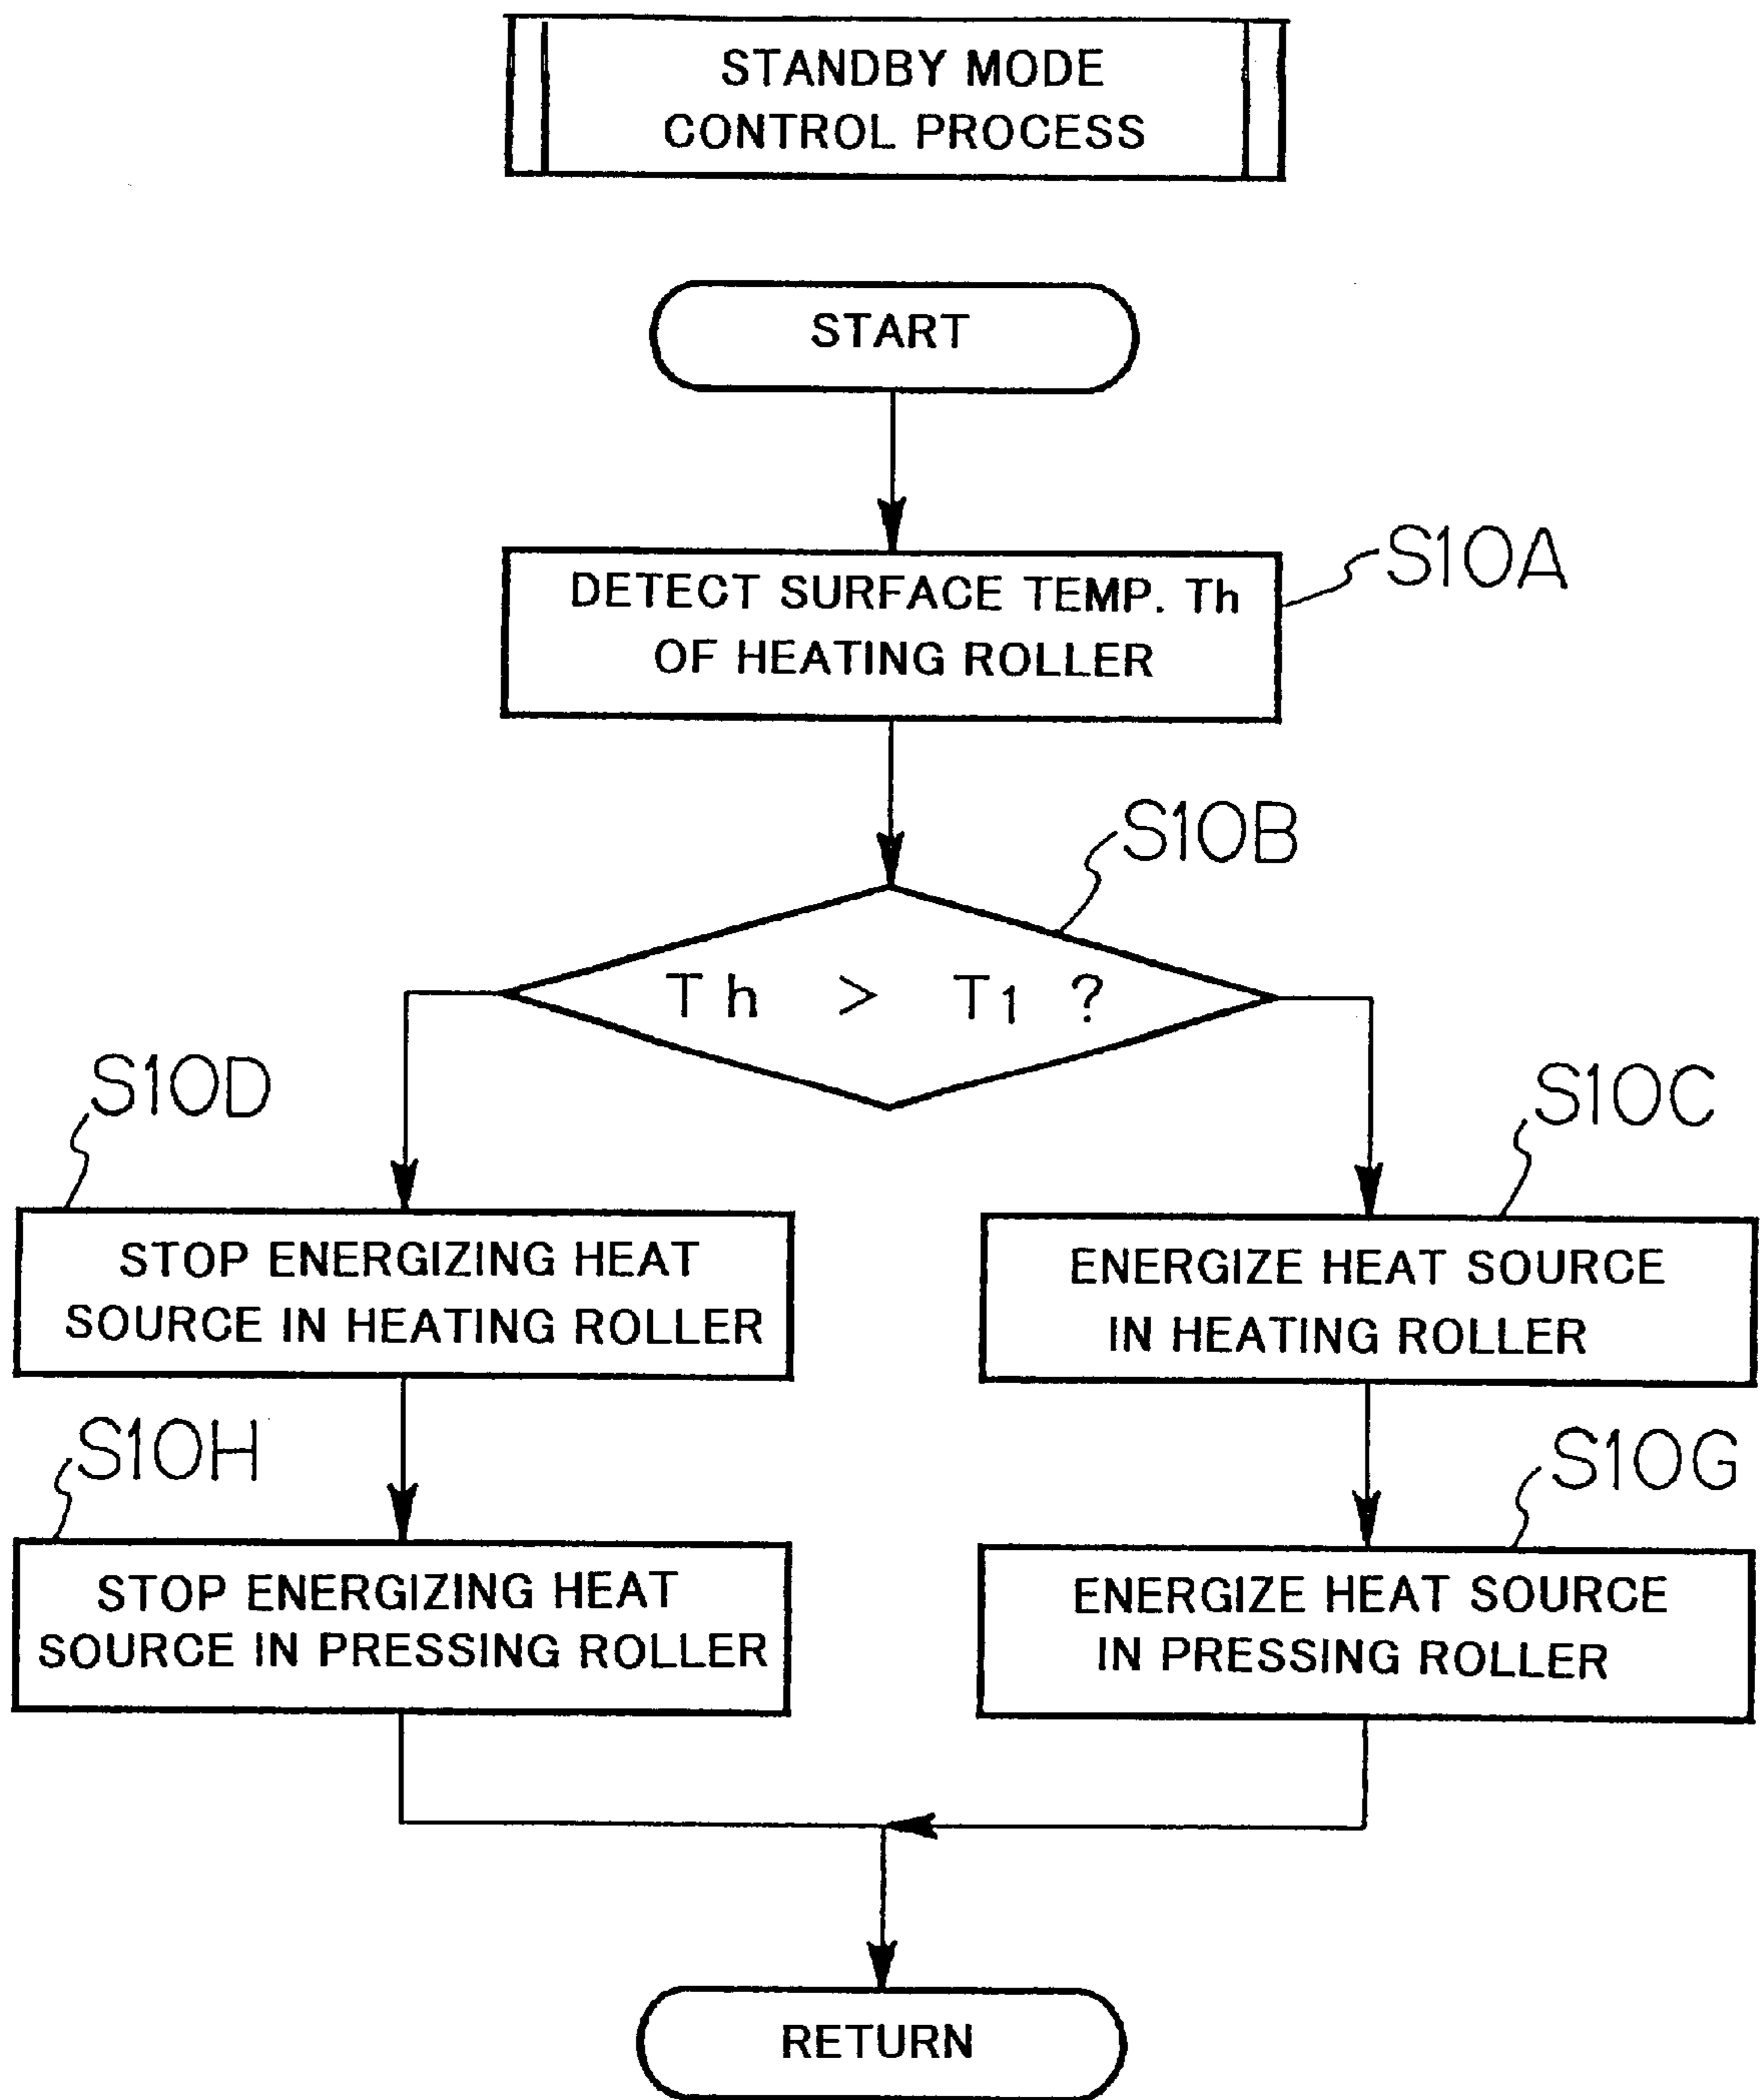 STANDBY MODE
CONTROL PROCESS
START
S10A
DETECT SURFACE TEMP. Th
OF HEATING ROLLER
S10B
Th > T1 ?
S10D
S10C
STOP ENERGIZING HEAT
SOURCE IN HEATING ROLLER
ENERGIZE HEAT SOURCE
IN HEATING ROLLER
S10H
S10G
STOP ENERGIZING HEAT
SOURCE IN PRESSING ROLLER
ENERGIZE HEAT SOURCE
IN PRESSING ROLLER
RETURN